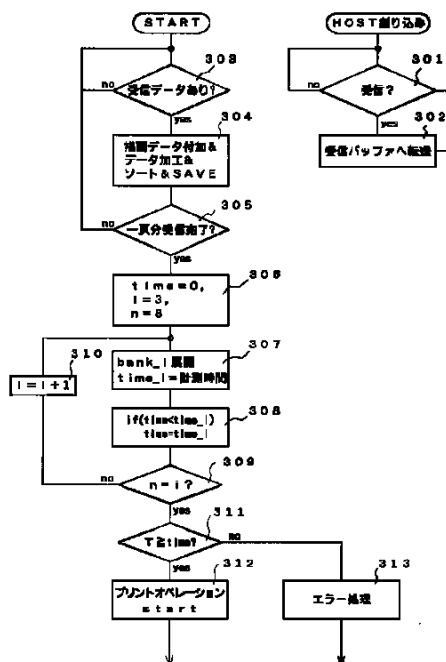 START
303
受信データあり?
no
yes
304
描画データ付加&
データ加工&
ソート&SAVE
305
一頁分受信完了?
no
yes
306
time=0,
i=3,
n=8
307
bank_i展開
time_i=計測時間
310
i=i+1
308
if(time<time_i)
time=time_i
309
n=i?
no
yes
311
T≧time?
no
yes
312
プリントオペレーション
start
313
エラー処理
HOST割り込み
301
受信?
no
yes
302
受信バッファへ転送